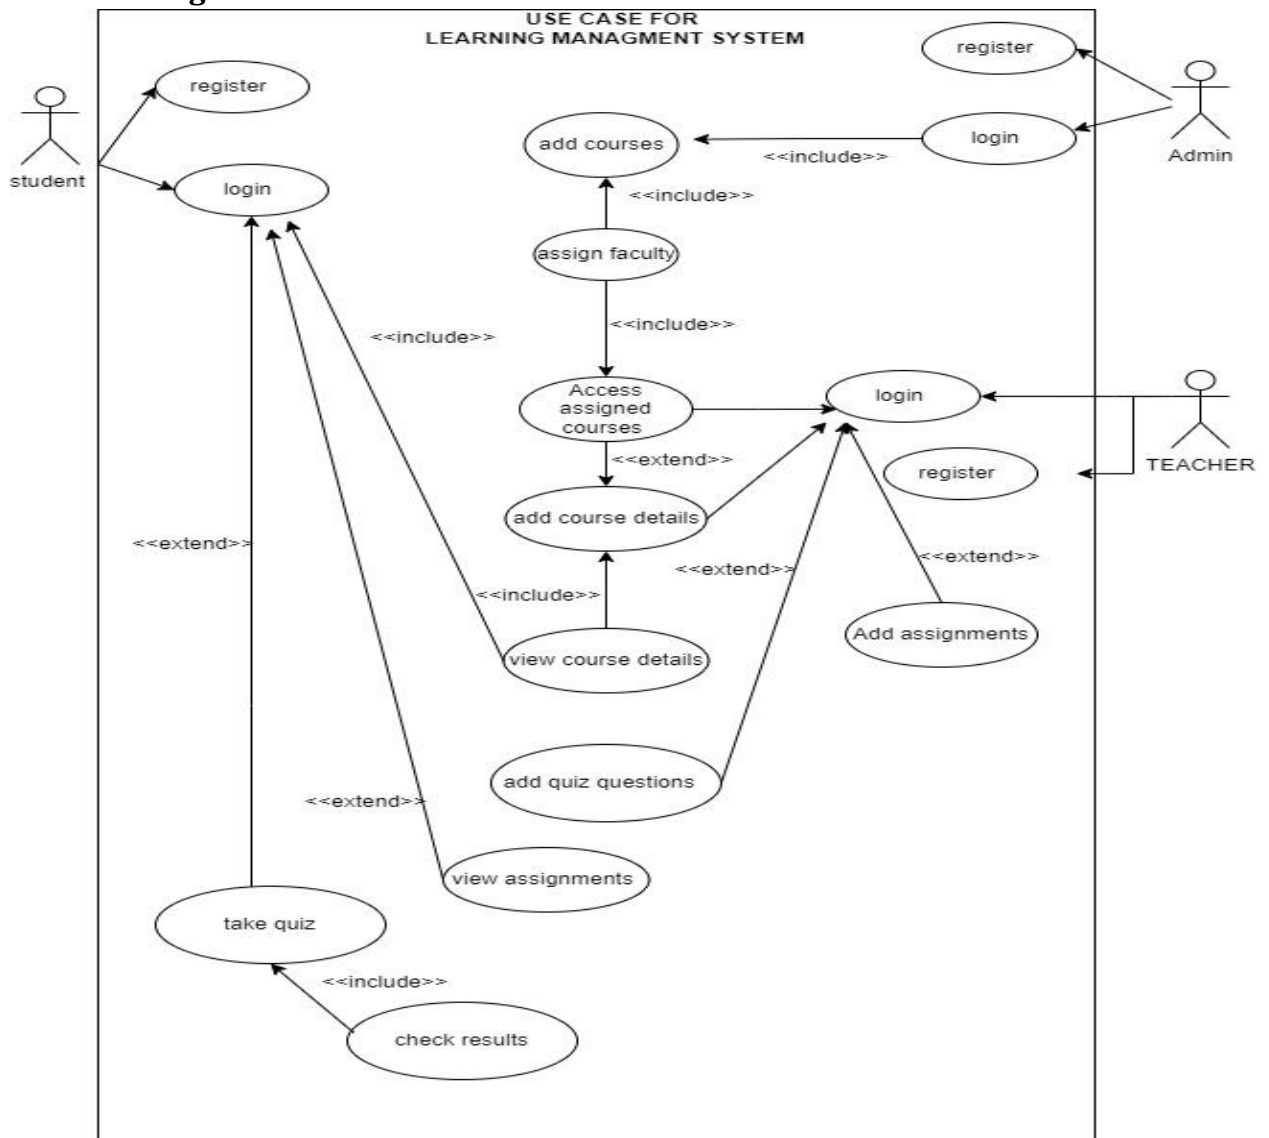 USE CASE FOR
LEARNING MANAGMENT SYSTEM
register
register
student
login
add courses
<<include>>
login
Admin
<<include>>
assign faculty
<<include>>
<<include>>
Access
assigned
courses
login
<<extend>>
register
TEACHER
add course details
<<extend>>
<<extend>>
<<extend>>
<<include>>
Add assignments
view course details
add quiz questions
<<extend>>
view assignments
take quiz
<<include>>
check results